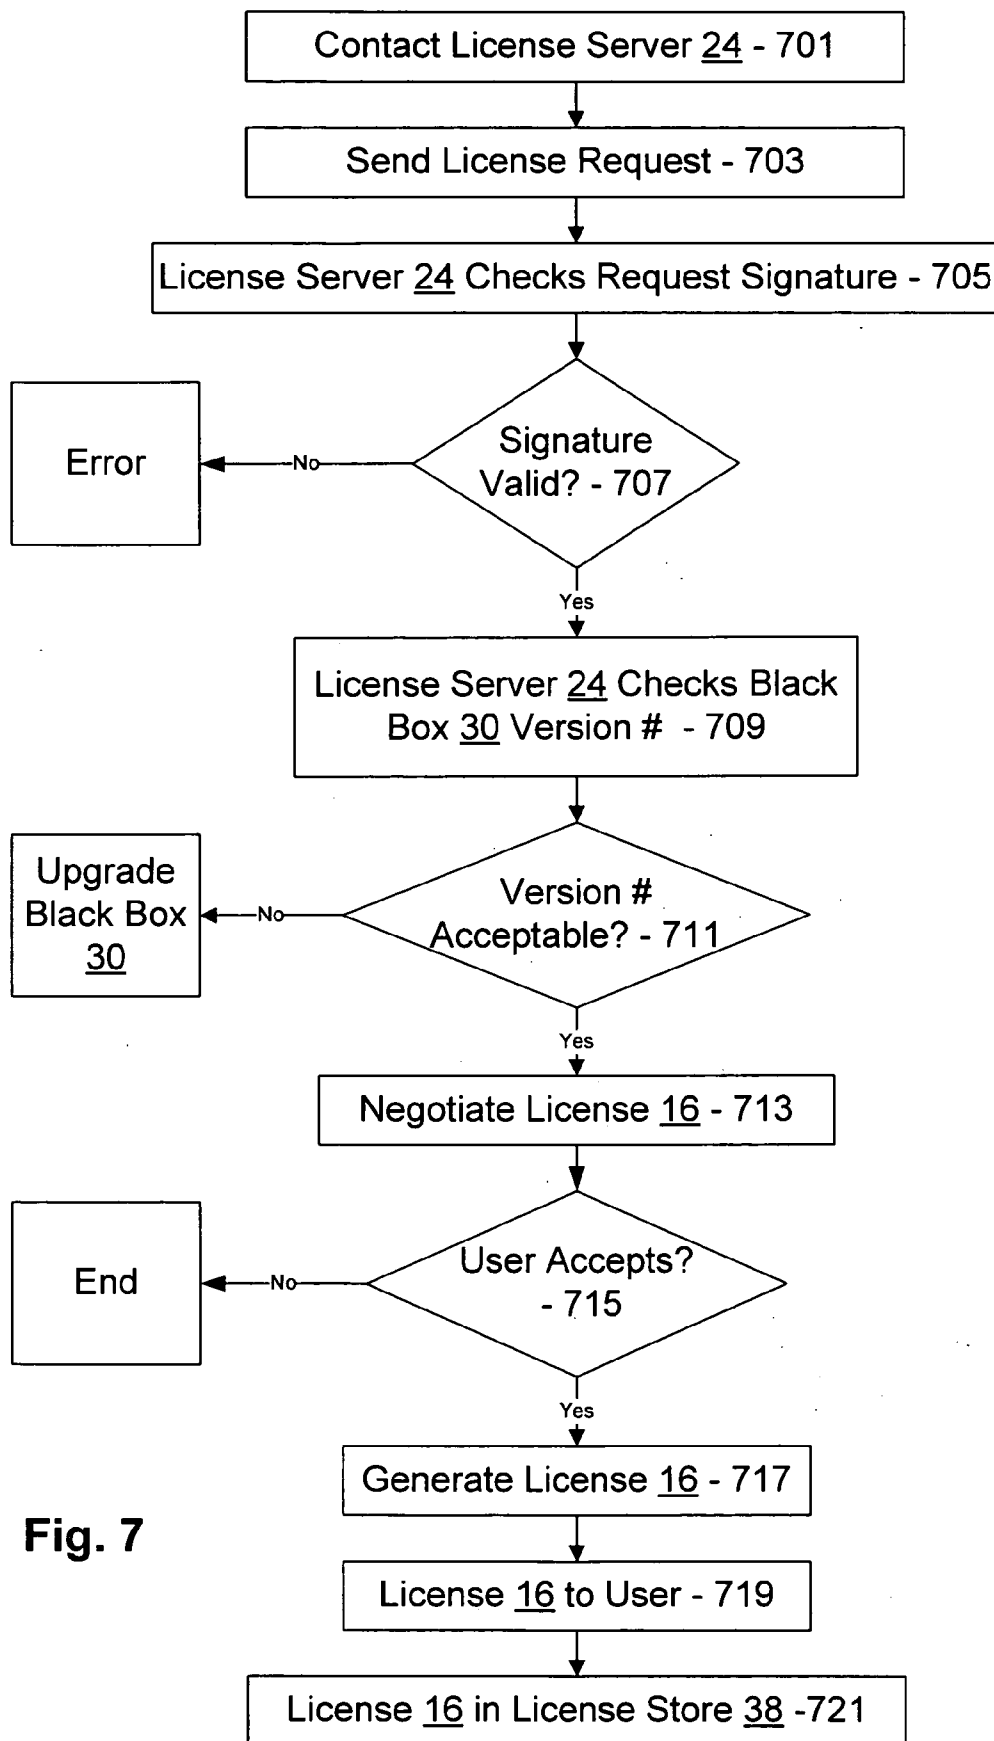 Contact License Server 24 - 701
Send License Request - 703
License Server 24 Checks Request Signature - 705
Signature
Valid? - 707
No
Error
Yes
License Server 24 Checks Black
Box 30 Version # - 709
Version #
Acceptable? - 711
No
Upgrade
Black Box
30
Yes
Negotiate License 16 - 713
User Accepts?
- 715
No
End
Yes
Generate License 16 - 717
License 16 to User - 719
License 16 in License Store 38 -721
Fig. 7